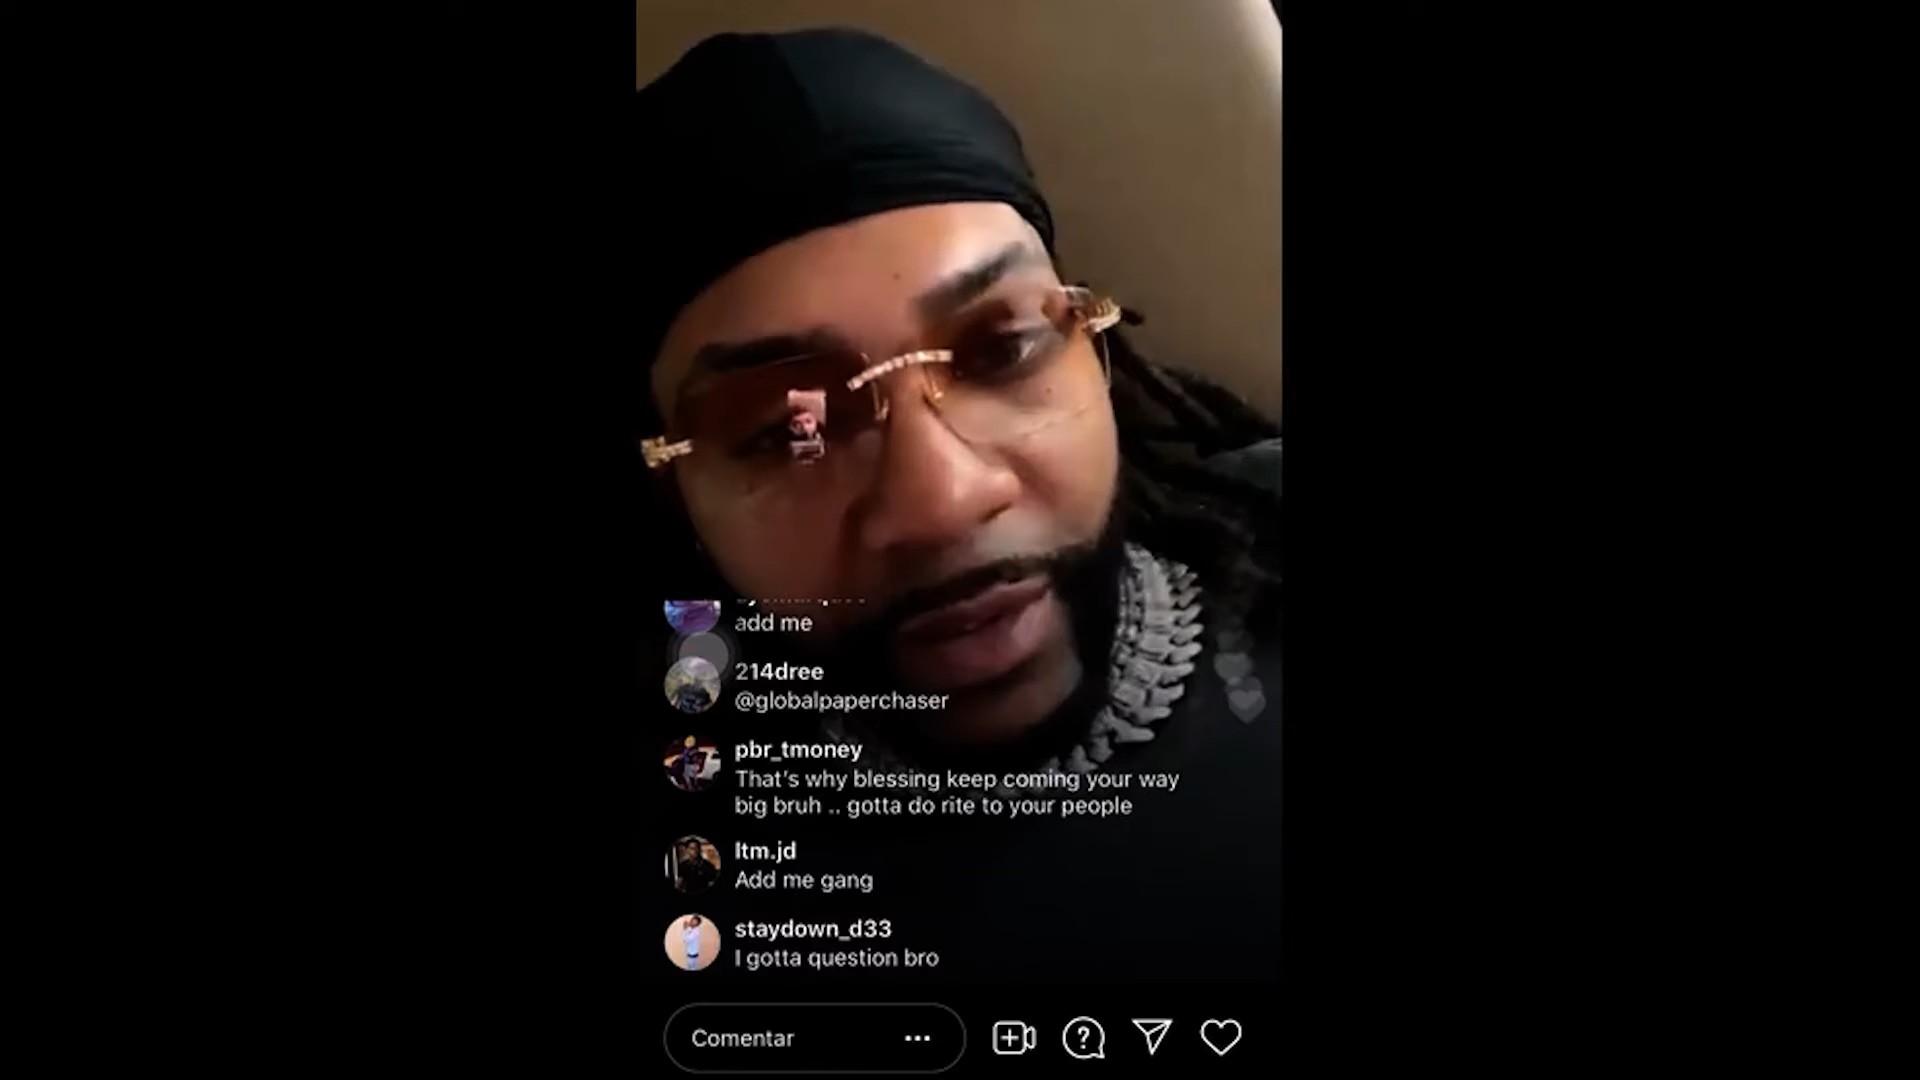 add me
214dree
@globalpaperchaser
pbr_tmoney
That's why blessing keep coming your way
big bruh .. gotta do rite to your people
ltm.jd
Add me gang
staydown_d33
I gotta question bro
Comentar